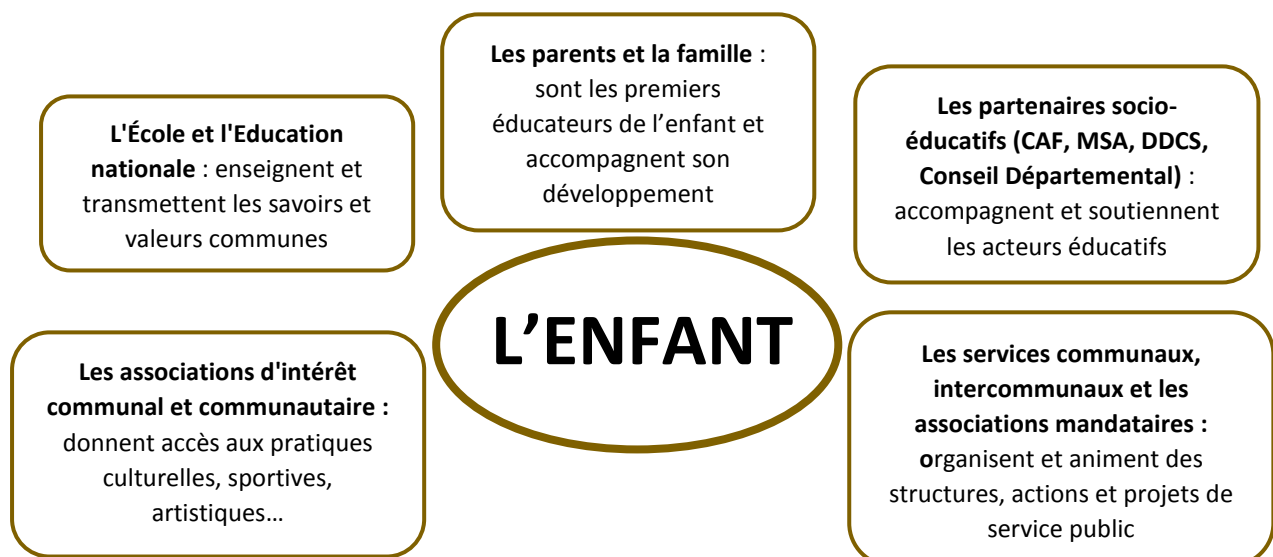 Les parents et la famille :
sont les premiers
éducateurs de l’enfant et
accompagnent son
développement
L'École et l'Education
nationale : enseignent et
transmettent les savoirs et
valeurs communes
Les partenaires socio-
éducatifs (CAF, MSA, DDCS,
Conseil Départemental) :
accompagnent et soutiennent
les acteurs éducatifs
L’ENFANT
Les associations d'intérêt
communal et communautaire :
donnent accès aux pratiques
culturelles, sportives,
artistiques…
Les services communaux,
intercommunaux et les
associations mandataires :
organisent et animent des
structures, actions et projets de
service public